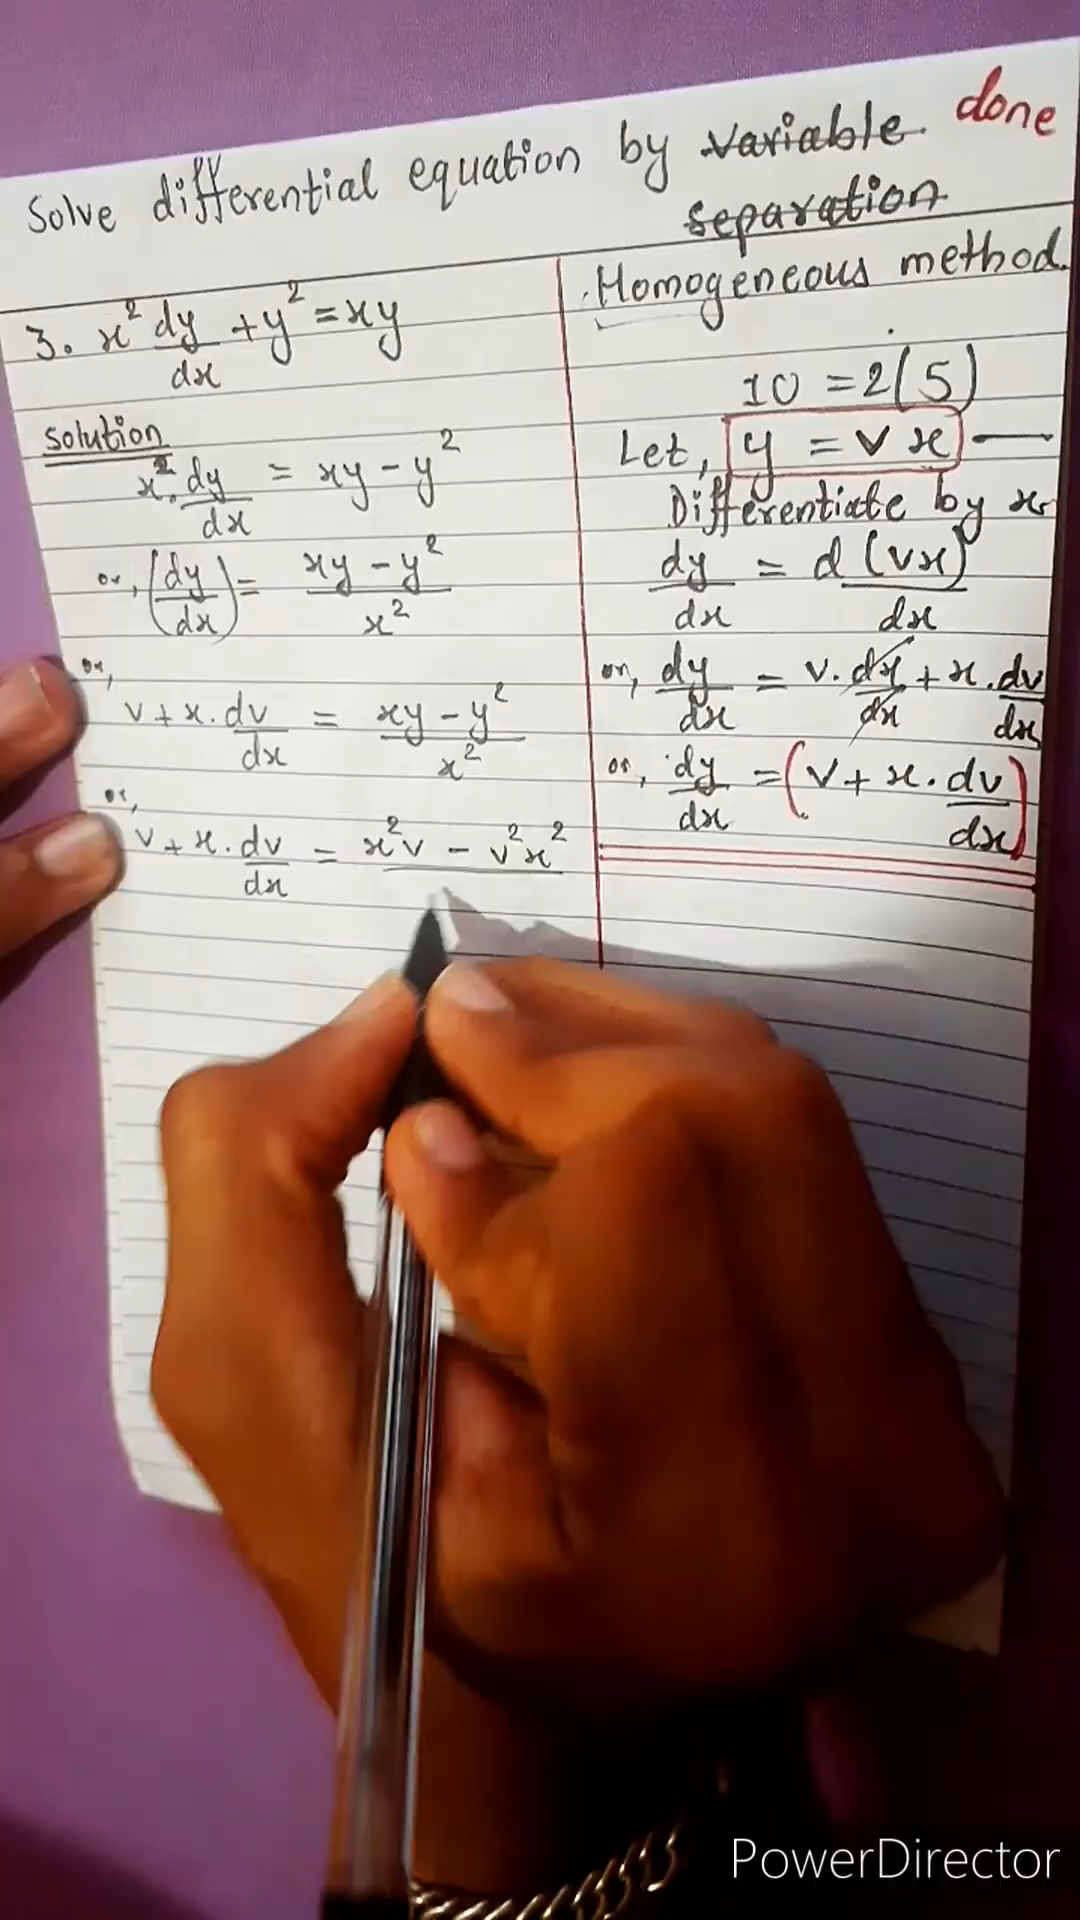 Solve differential equation by variable done
separation
Homogeneous method.
3. x² dy/dx + y² = xy
solution
x². dy/dx = xy - y²
or, (dy/dx) = xy - y² / x²
or,
v + x. dv/dx = xy - y² / x²
or,
v + x. dv/dx = x²v - v²x²
10 = 2(5)
Let, y = vx —
Differentiate by x
dy/dx = d(vx)/dx
or, dy/dx = v. dx/dx + x. dv/dx
or, dy/dx = (v + x. dv/dx)
PowerDirector